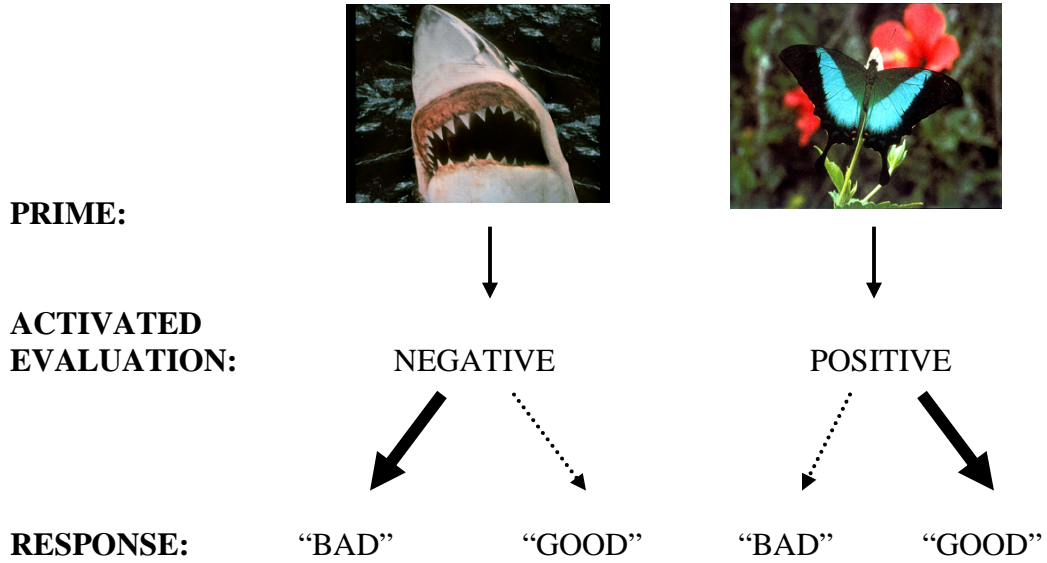 PRIME:
ACTIVATED
EVALUATION: NEGATIVE POSITIVE
RESPONSE: “BAD” “GOOD” “BAD” “GOOD”